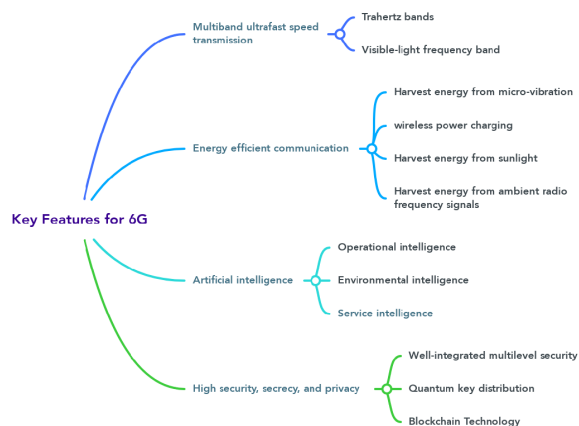 Multiband ultrafast speed
transmission
Trahertz bands
Visible-light frequency band
Energy efficient communication
Harvest energy from micro-vibration
wireless power charging
Harvest energy from sunlight
Harvest energy from ambient radio
frequency signals
Key Features for 6G
Artificial intelligence
Operational intelligence
Environmental intelligence
Service intelligence
High security, secrecy, and privacy
Well-integrated multilevel security
Quantum key distribution
Blockchain Technology